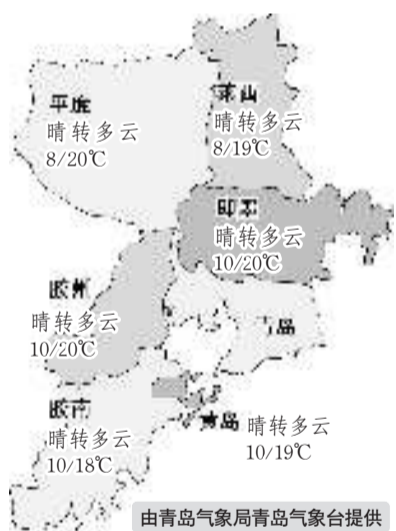 平度
晴转多云
8/20℃
莱西
晴转多云
8/19℃
即墨
晴转多云
10/20℃
胶州
晴转多云
10/20℃
青岛
胶南
晴转多云
10/18℃
黄岛
晴转多云
10/19℃
由青岛气象局青岛气象台提供